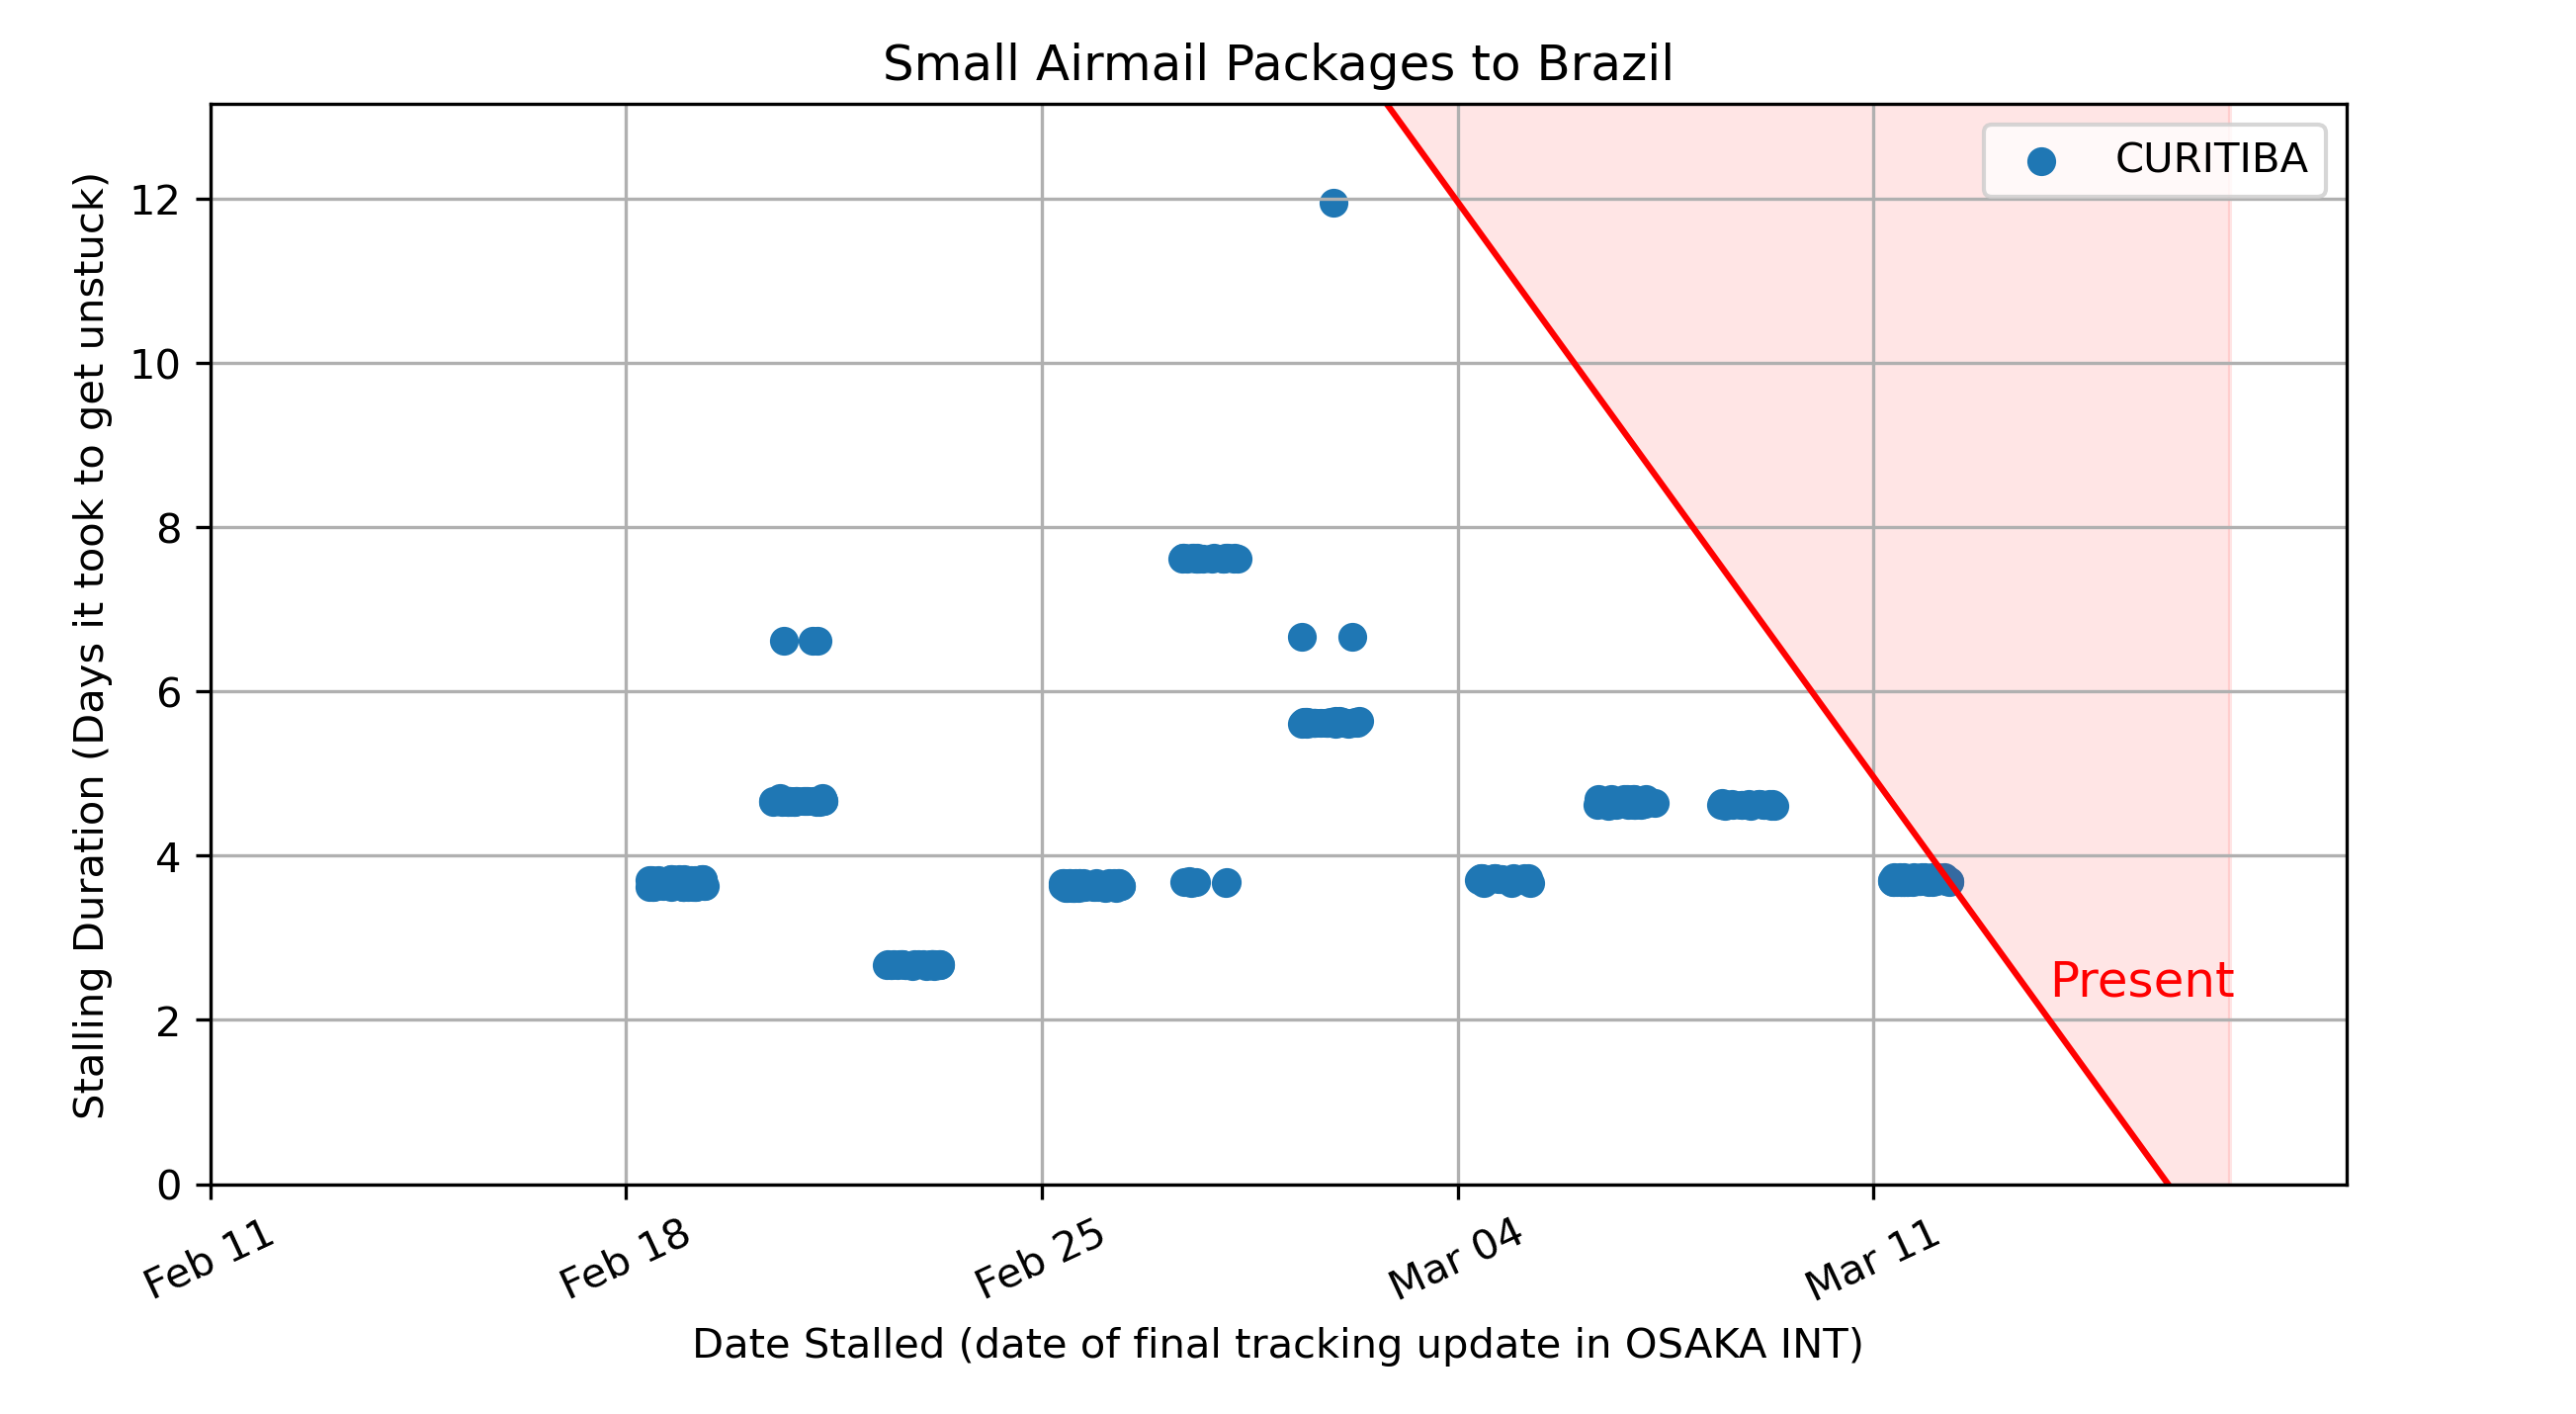 Small Airmail Packages to Brazil
CURITIBA
Stalling Duration (Days it took to get unstuck)
12
10
8
6
4
2
0
Present
Feb 11
Feb 18
Feb 25
Mar 04
Mar 11
Date Stalled (date of final tracking update in OSAKA INT)